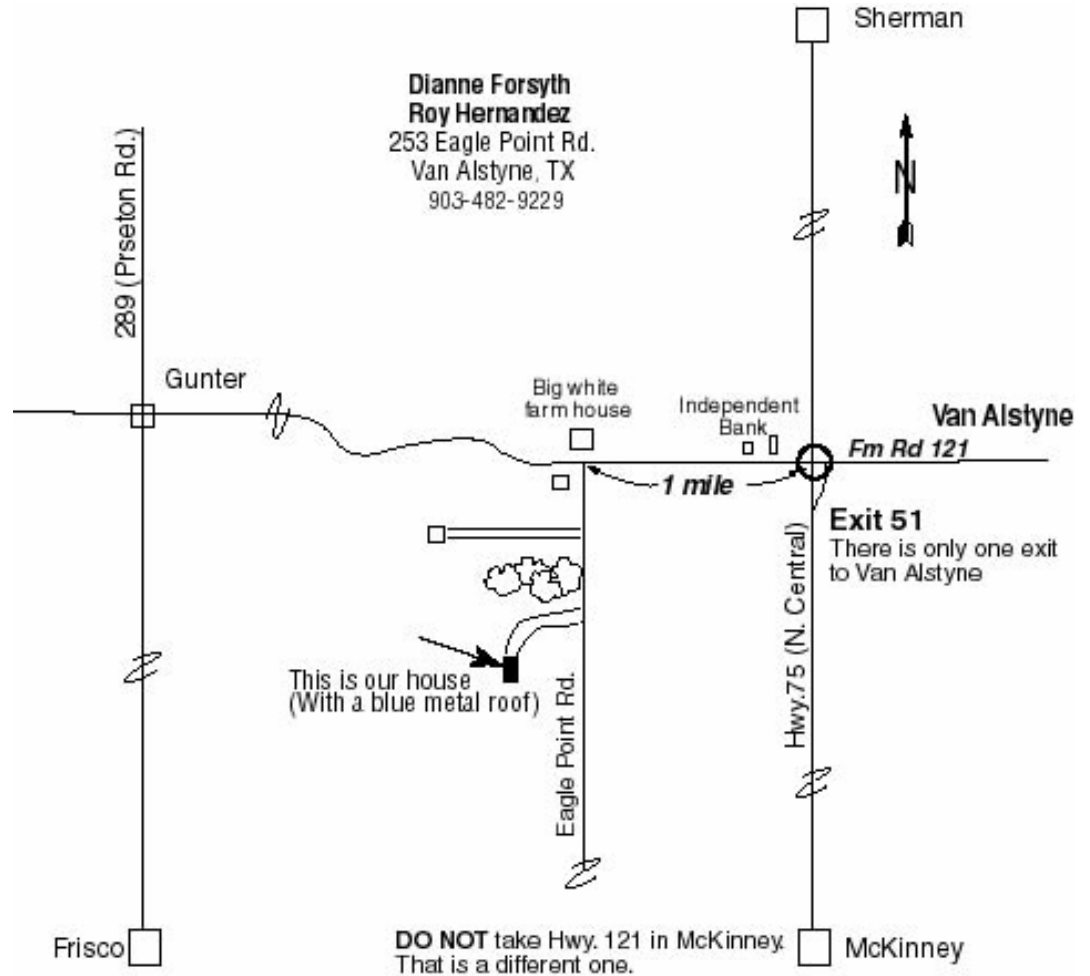 Sherman
Dianne Forsyth
Roy Hernandez
253 Eagle Point Rd.
Van Alstyne, TX
903-482-9229
N
289 (Prseton Rd.)
Gunter
Big white
farm house
Independent
Bank
Van Alstyne
Fm Rd 121
1 mile
Exit 51
There is only one exit
to Van Alstyne
This is our house
(With a blue metal roof)
Eagle Point Rd.
Hwy.75 (N. Central)
Frisco
DO NOT take Hwy. 121 in McKinney.
That is a different one.
McKinney